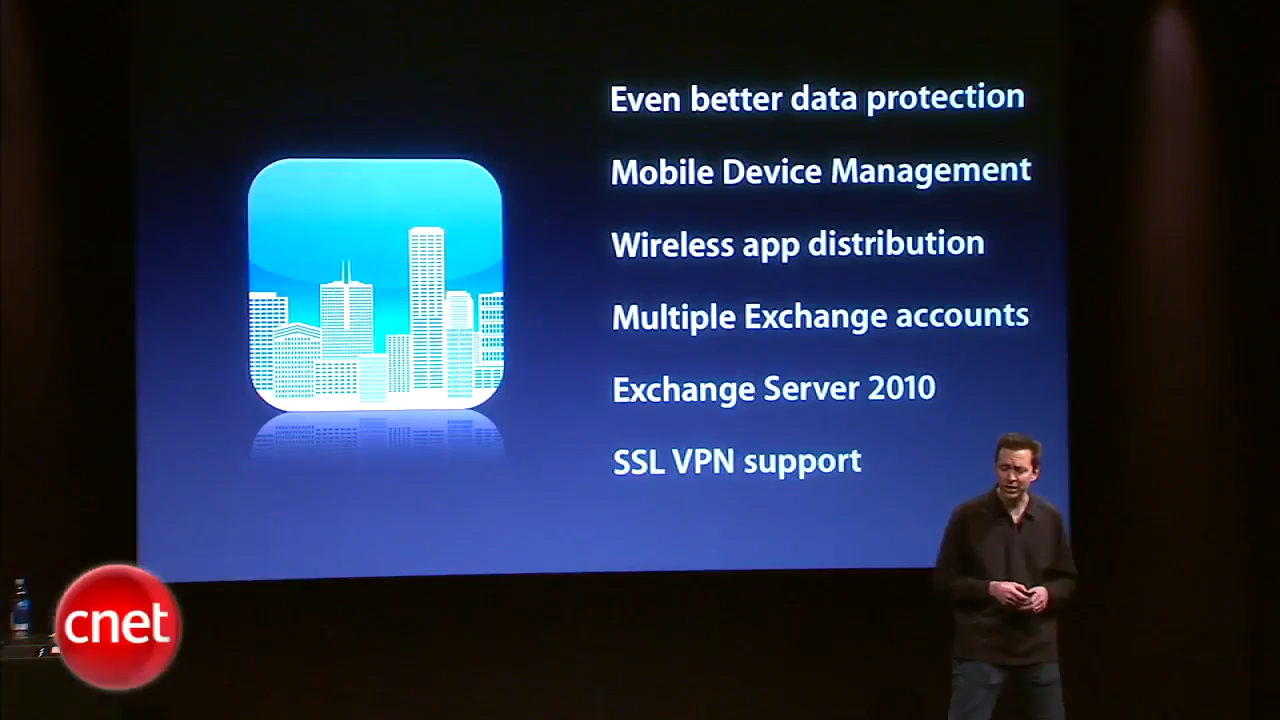 Even better data protection
Mobile Device Management
Wireless app distribution
Multiple Exchange accounts
Exchange Server 2010
SSL VPN support
cnet